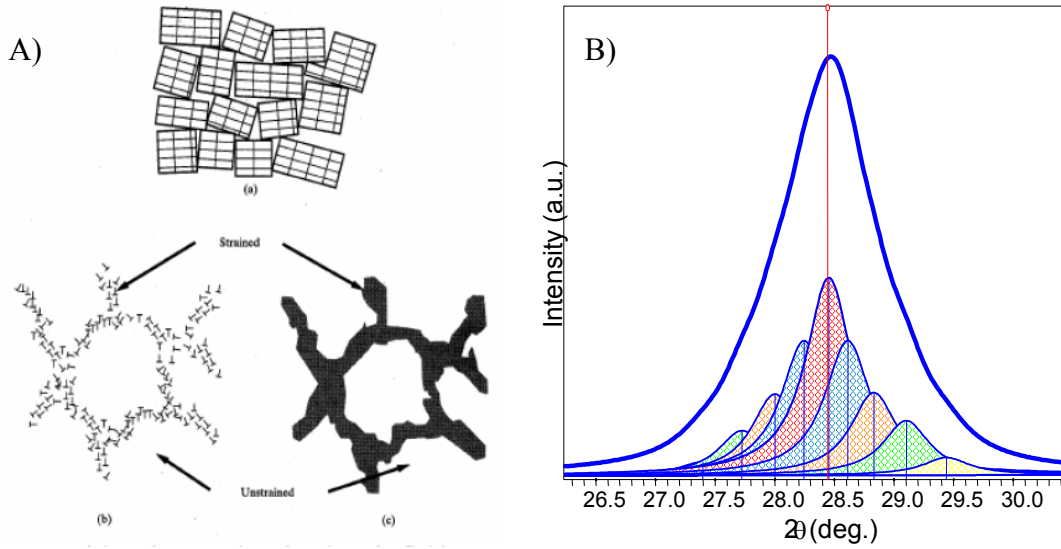 A)
(a)
Strained
Unstrained
(b)
(c)
B)
Intensity (a.u.)
26.5 27.0 27.5 28.0 28.5 29.0 29.5 30.0
2θ (deg.)